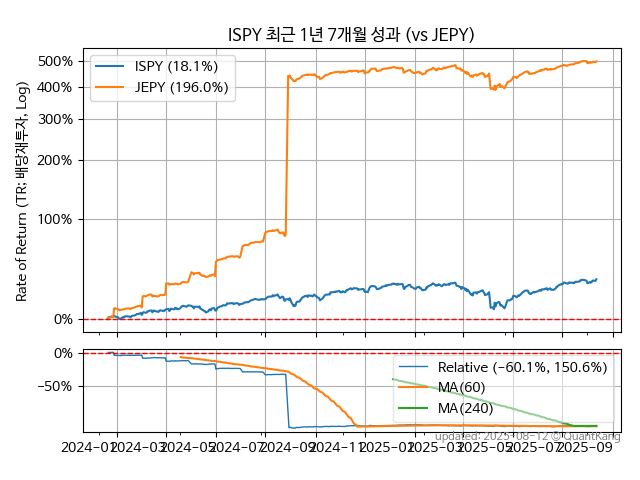 ISPY 최근 1년 7개월 성과 (vs JEPY)
Rate of Return (TR; 배당재투자, Log)
500%
400%
300%
200%
100%
0%
ISPY (18.1%)
JEPY (196.0%)
0%
−50%
Relative (−60.1%, 150.6%)
MA(60)
MA(240)
updated: 2025-08-12 © QuantKang
2024-01
2024-03
2024-05
2024-07
2024-09
2024-11
2025-01
2025-03
2025-05
2025-07
2025-09